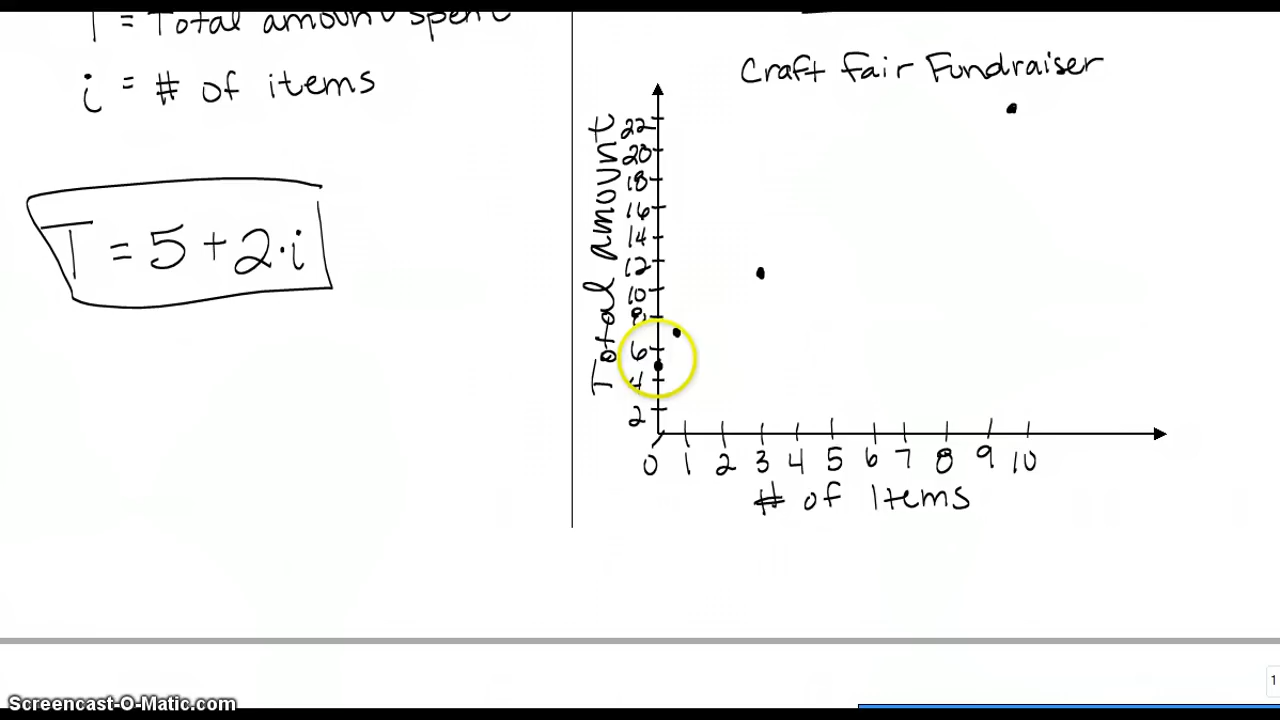 T = Total amount spent
i = # of items
T = 5 + 2·i
Craft Fair Fundraiser
Total amount
22
20
18
16
14
12
10
8
6
4
2
0 1 2 3 4 5 6 7 8 9 10
# of Items
Screencast-O-Matic.com
1